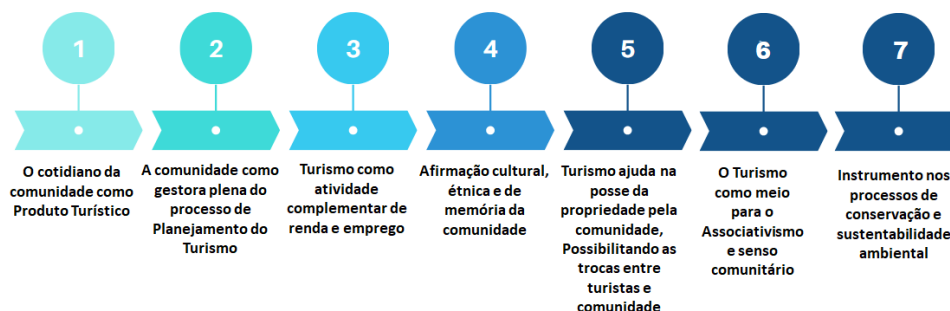 1
2
3
4
5
6
7
O cotidiano da
comunidade como
Produto Turístico
A comunidade como
gestora plena do
processo de
Planejamento do
Turismo
Turismo como
atividade
complementar de
renda e emprego
Afirmação cultural,
étnica e de
memória da
comunidade
Turismo ajuda na
posse da
propriedade pela
comunidade,
Possibilitando as
trocas entre
turistas e
comunidade
O Turismo
como meio
para o
Associativismo
e senso
comunitário
Instrumento nos
processos de
conservação e
sustentabilidade
ambiental